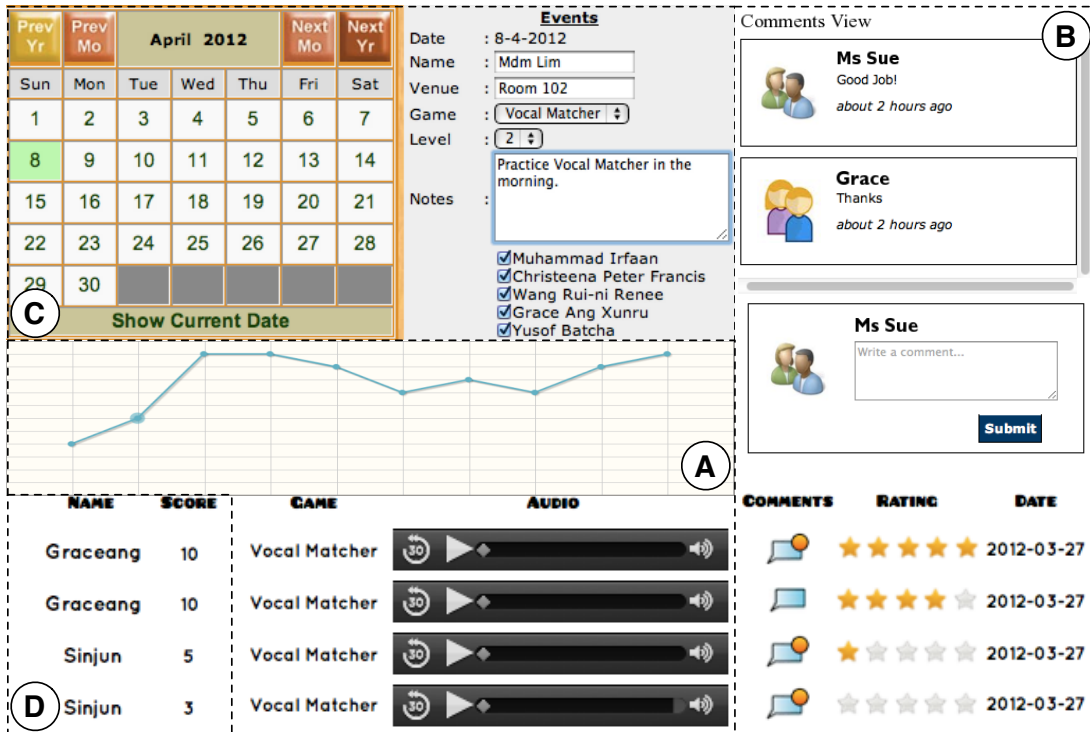 Prev Yr
Prev Mo
April 2012
Next Mo
Next Yr
Sun Mon Tue Wed Thu Fri Sat
1 2 3 4 5 6 7
8 9 10 11 12 13 14
15 16 17 18 19 20 21
22 23 24 25 26 27 28
29 30
Show Current Date
C
Events
Date : 8-4-2012
Name : Mdm Lim
Venue : Room 102
Game : Vocal Matcher
Level : 2
Notes :
Practice Vocal Matcher in the
morning.
Muhammad Irfaan
Christeena Peter Francis
Wang Rui-ni Renee
Grace Ang Xunru
Yusof Batcha
Comments View
B
Ms Sue
Good Job!
about 2 hours ago
Grace
Thanks
about 2 hours ago
Ms Sue
Write a comment...
Submit
A
Name Score Game Audio Comments Rating Date
Graceang 10 Vocal Matcher 30 2012-03-27
Graceang 10 Vocal Matcher 30 2012-03-27
Sinjun 5 Vocal Matcher 30 2012-03-27
D Sinjun 3 Vocal Matcher 30 2012-03-27